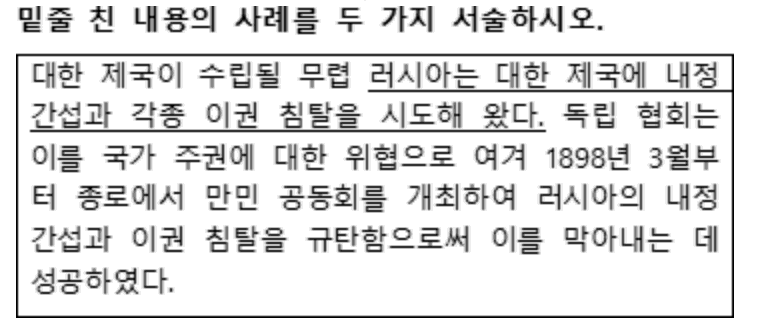 밑줄 친 내용의 사례를 두 가지 서술하시오.
대한 제국이 수립될 무렵 러시아는 대한 제국에 내정
간섭과 각종 이권 침탈을 시도해 왔다. 독립 협회는
이를 국가 주권에 대한 위협으로 여겨 1898년 3월부
터 종로에서 만민 공동회를 개최하여 러시아의 내정
간섭과 이권 침탈을 규탄함으로써 이를 막아내는 데
성공하였다.